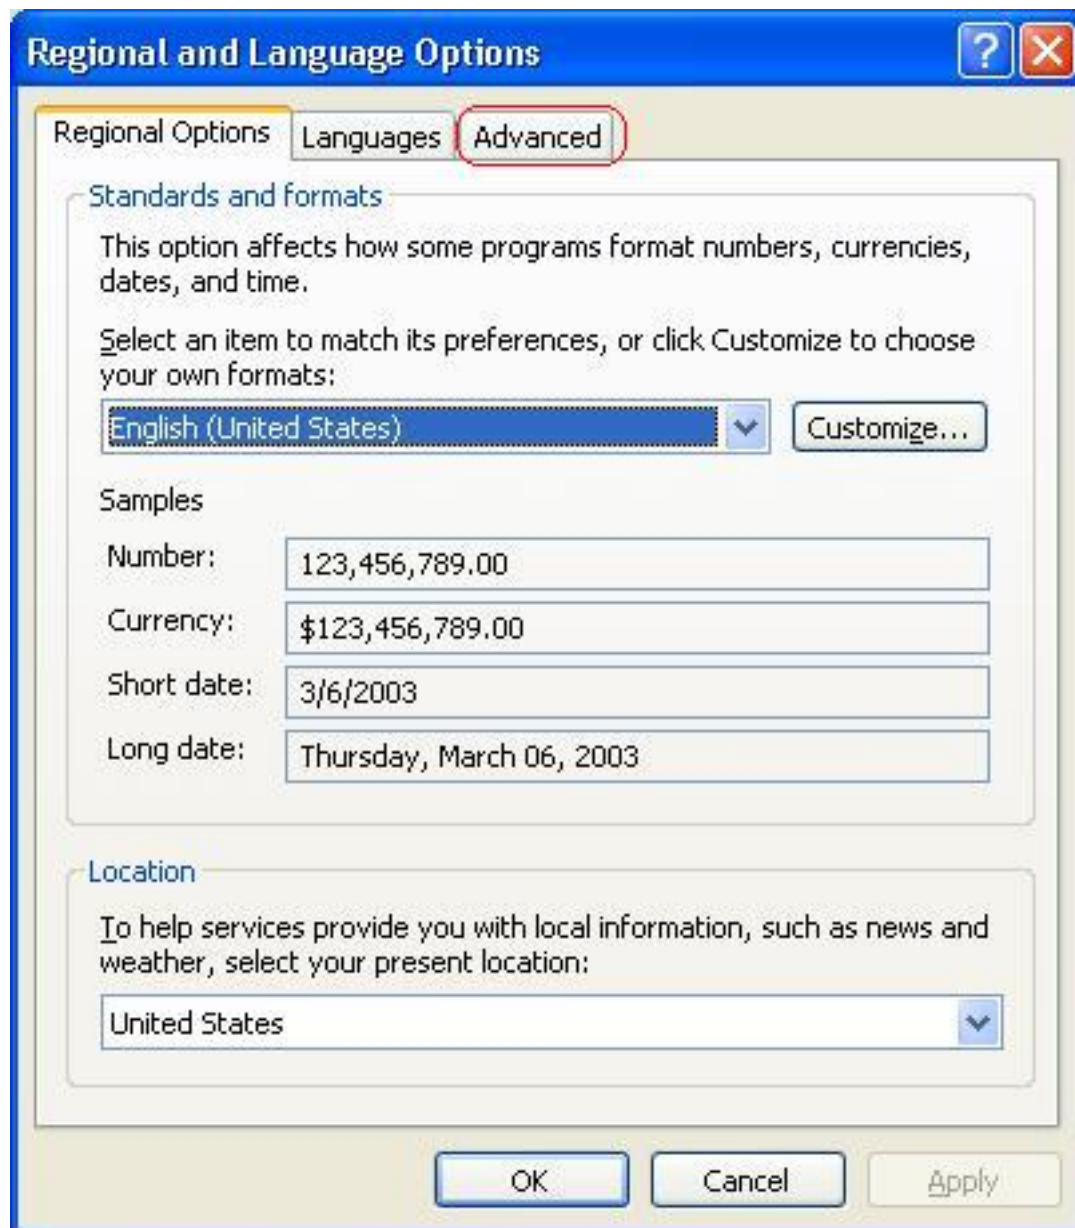 Regional and Language Options
Regional Options
Languages
Advanced
Standards and formats
This option affects how some programs format numbers, currencies,
dates, and time.
Select an item to match its preferences, or click Customize to choose
your own formats:
English (United States)
Customize...
Samples
Number:
123,456,789.00
Currency:
$123,456,789.00
Short date:
3/6/2003
Long date:
Thursday, March 06, 2003
Location
To help services provide you with local information, such as news and
weather, select your present location:
United States
OK
Cancel
Apply